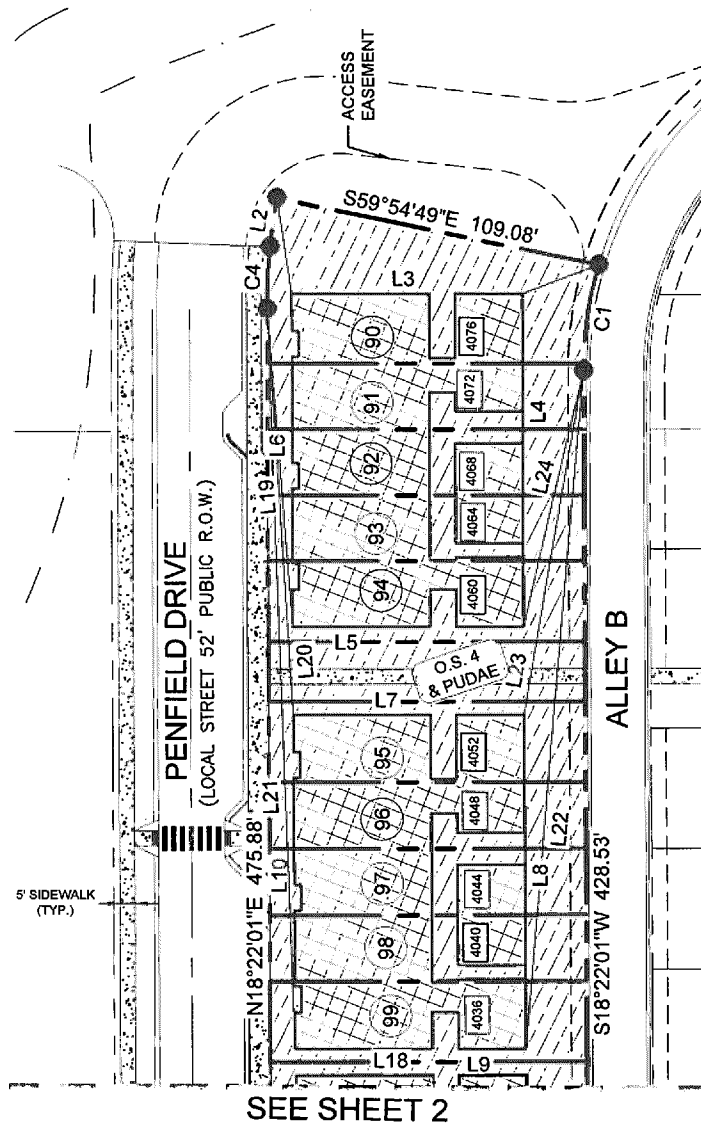 ACCESS
EASEMENT
L2
S59°54'49"E 109.08'
C4
L3
C1
90
4076
91
4072
L4
L6
92
4068
L19
L24
93
4064
94
4060
PENFIELD DRIVE
(LOCAL STREET 52' PUBLIC R.O.W.)
L20
L5
O.S. 4
& PUDAE
L23
L7
ALLEY B
95
4052
L21
96
4048
L22
N18°22'01"E 475.88'
L10
97
4044
L8
5' SIDEWALK
(TYP.)
98
4040
S18°22'01"W 428.53'
99
4036
L18
L9
SEE SHEET 2